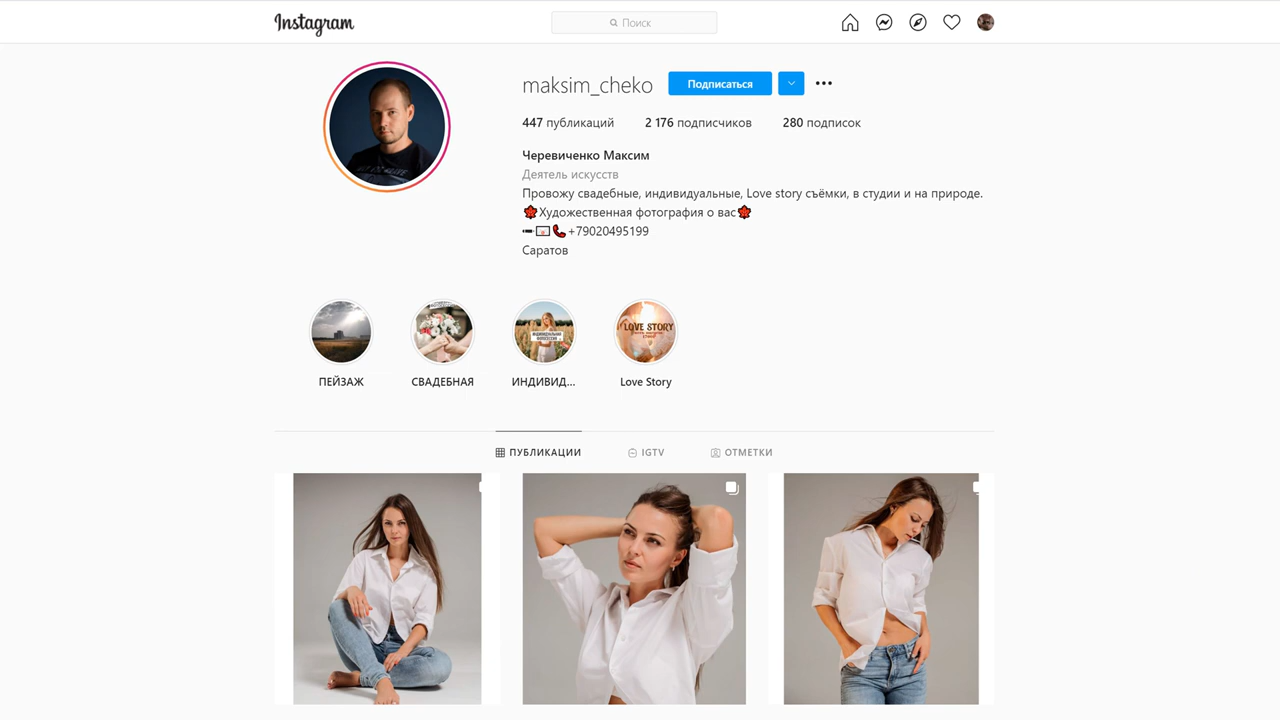 Instagram
Поиск
maksim_cheko Подписаться
447 публикаций 2 176 подписчиков 280 подписок
Черевиченко Максим
Деятель искусств
Провожу свадебные, индивидуальные, Love story съёмки, в студии и на природе.
Художественная фотография о вас
+79020495199
Саратов
ИНДИВИДУАЛЬНАЯ
ФОТОСЕССИЯ
LOVE STORY
ПЕЙЗАЖ СВАДЕБНАЯ ИНДИВИД... Love Story
ПУБЛИКАЦИИ IGTV ОТМЕТКИ